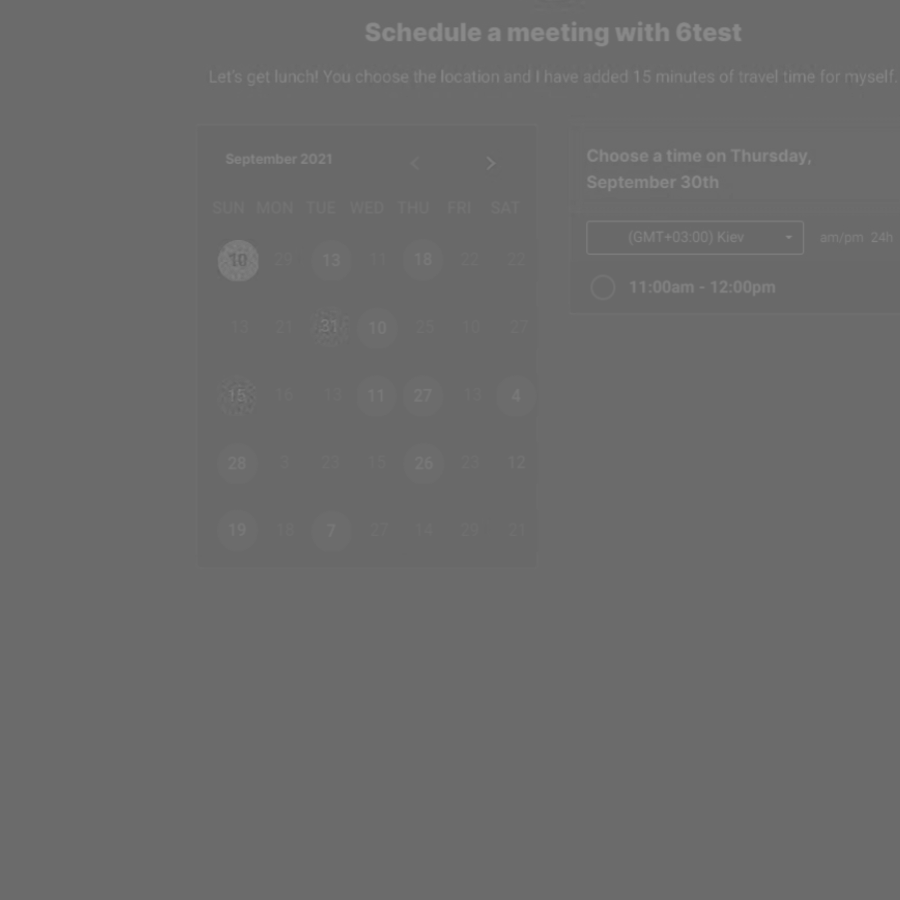 Schedule a meeting with 6test
Let's get lunch! You choose the location and I have added 15 minutes of travel time for myself.
September 2021
SUN MON TUE WED THU FRI SAT
10 29 13 11 18 22 22
13 21 31 10 25 10 27
15 16 13 11 27 13 4
28 3 23 15 26 23 12
19 18 7 27 14 29 21
Choose a time on Thursday,
September 30th
(GMT+03:00) Kiev
am/pm 24h
11:00am - 12:00pm